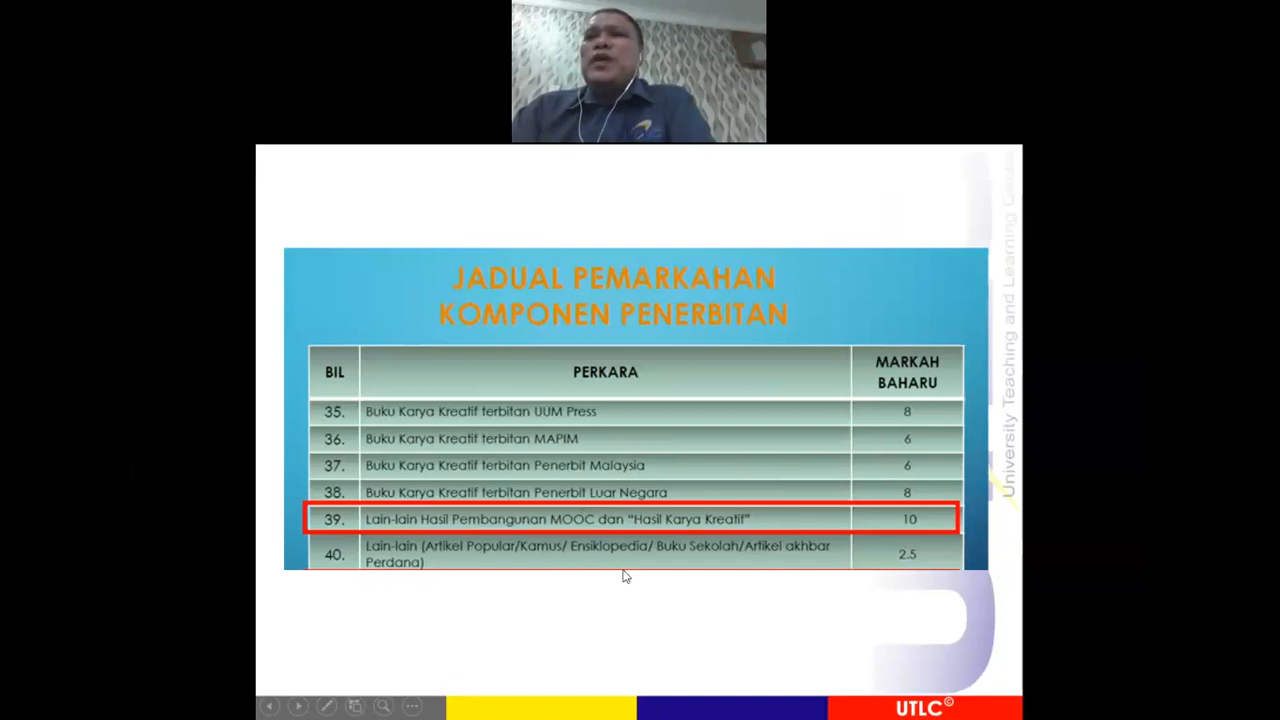 JADUAL PEMARKAHAN
KOMPONEN PENERBITAN
BIL PERKARA MARKAH BAHARU
35. Buku Karya Kreatif terbitan UUM Press 8
36. Buku Karya Kreatif terbitan MAPIM 6
37. Buku Karya Kreatif terbitan Penerbit Malaysia 6
38. Buku Karya Kreatif terbitan Penerbit Luar Negara 8
39. Lain-lain Hasil Pembangunan MOOC dan “Hasil Karya Kreatif” 10
40. Lain-lain (Artikel Popular/Kamus/ Ensiklopedia/ Buku Sekolah/Artikel akhbar
Perdana) 2.5
University Teaching and Learning
UTLC©